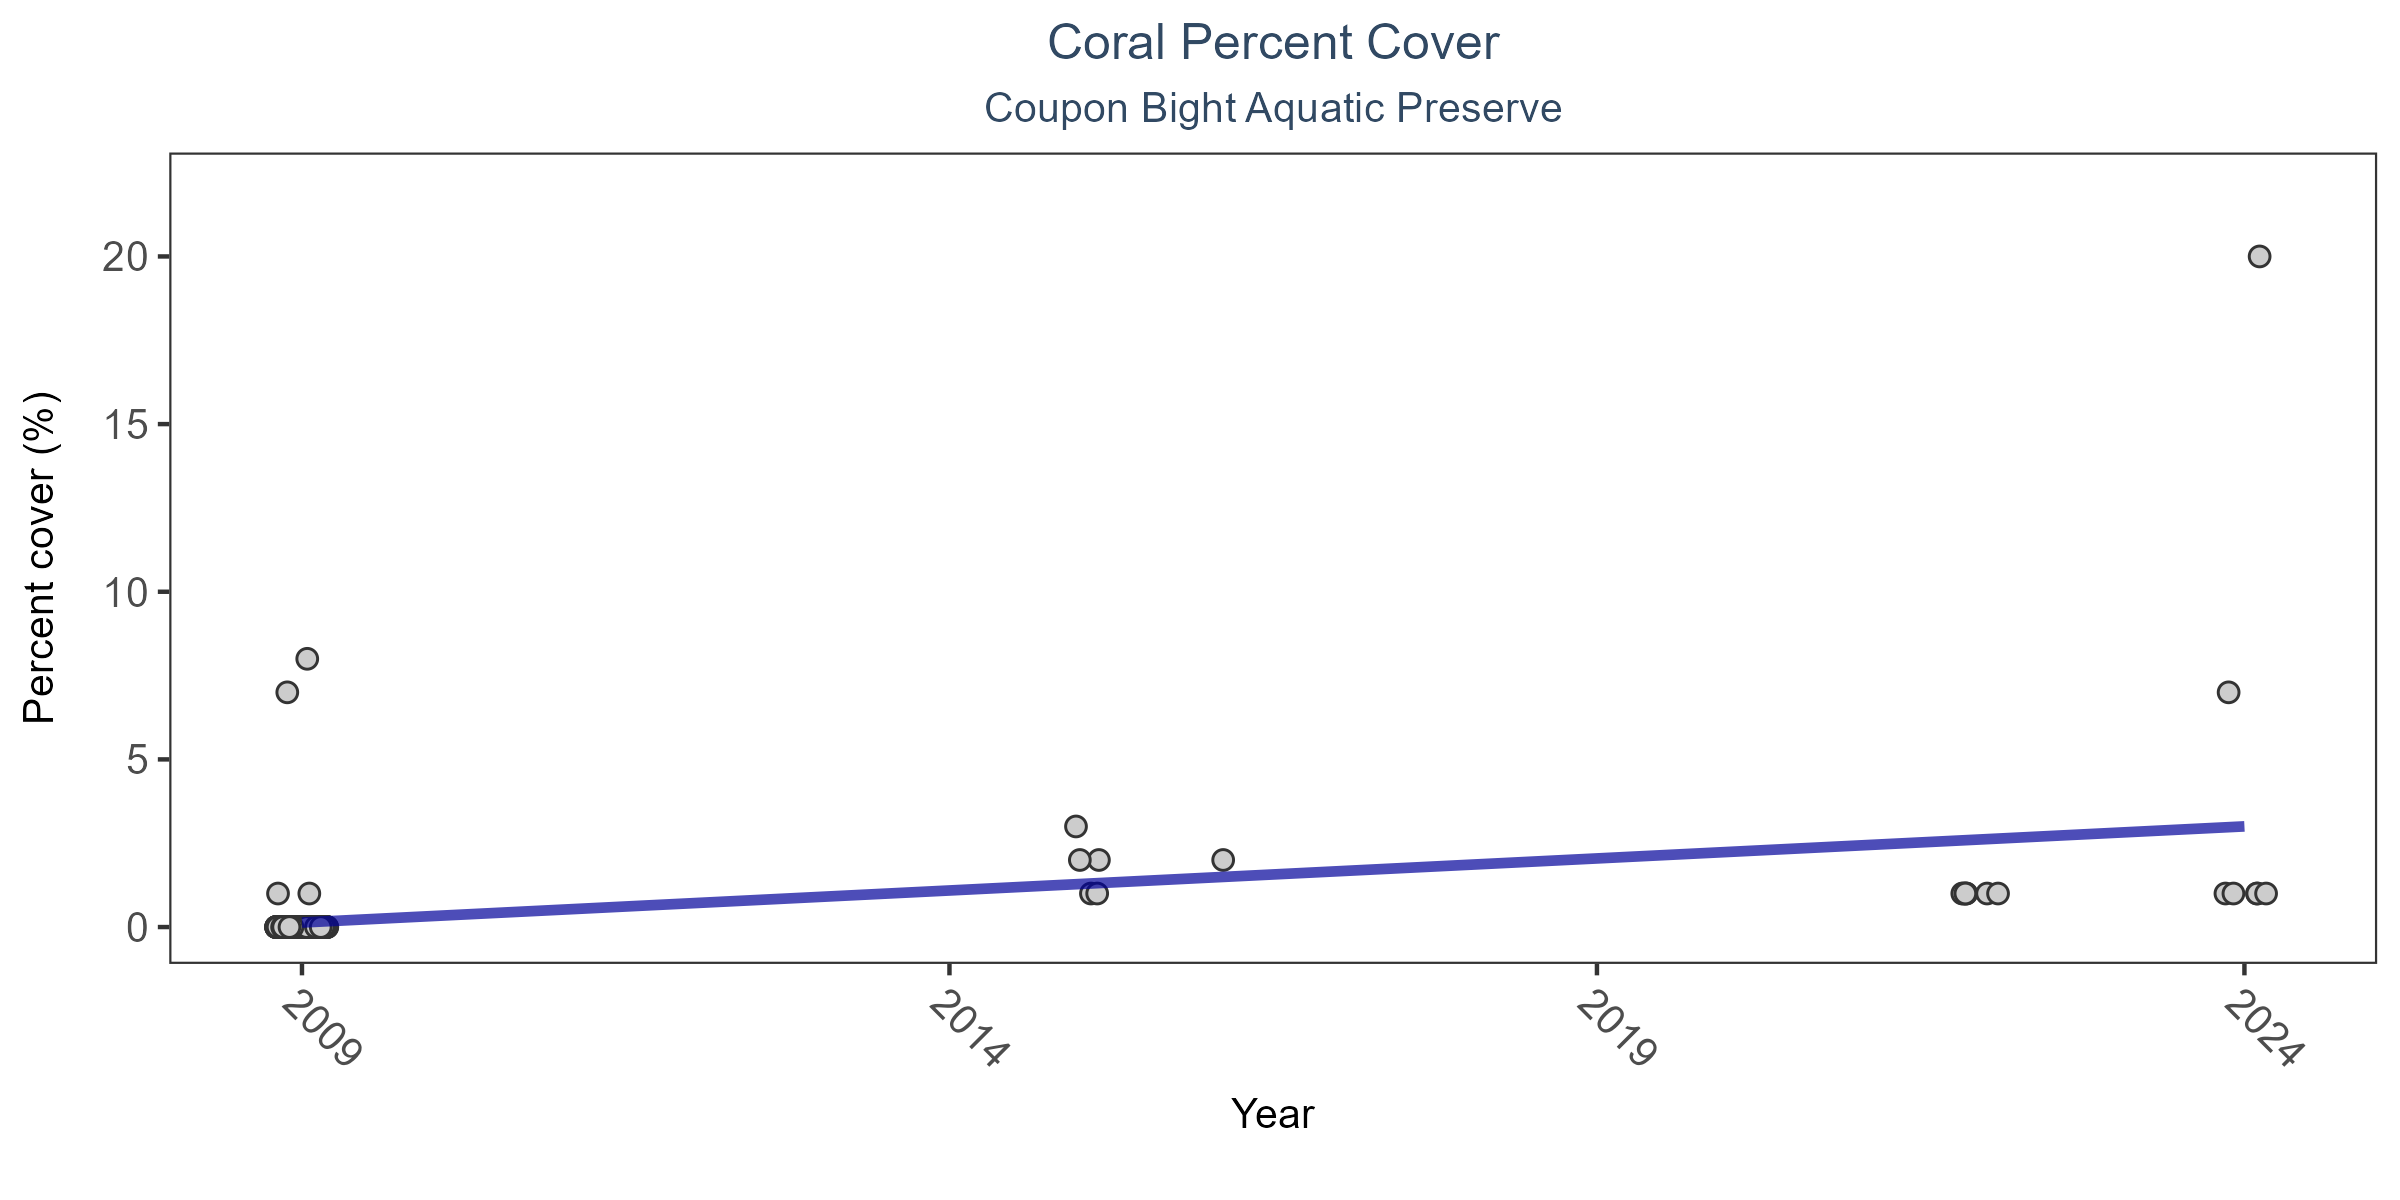 Coral Percent Cover
Coupon Bight Aquatic Preserve
Percent cover (%)
20
15
10
5
0
2009
2014
2019
2024
Year